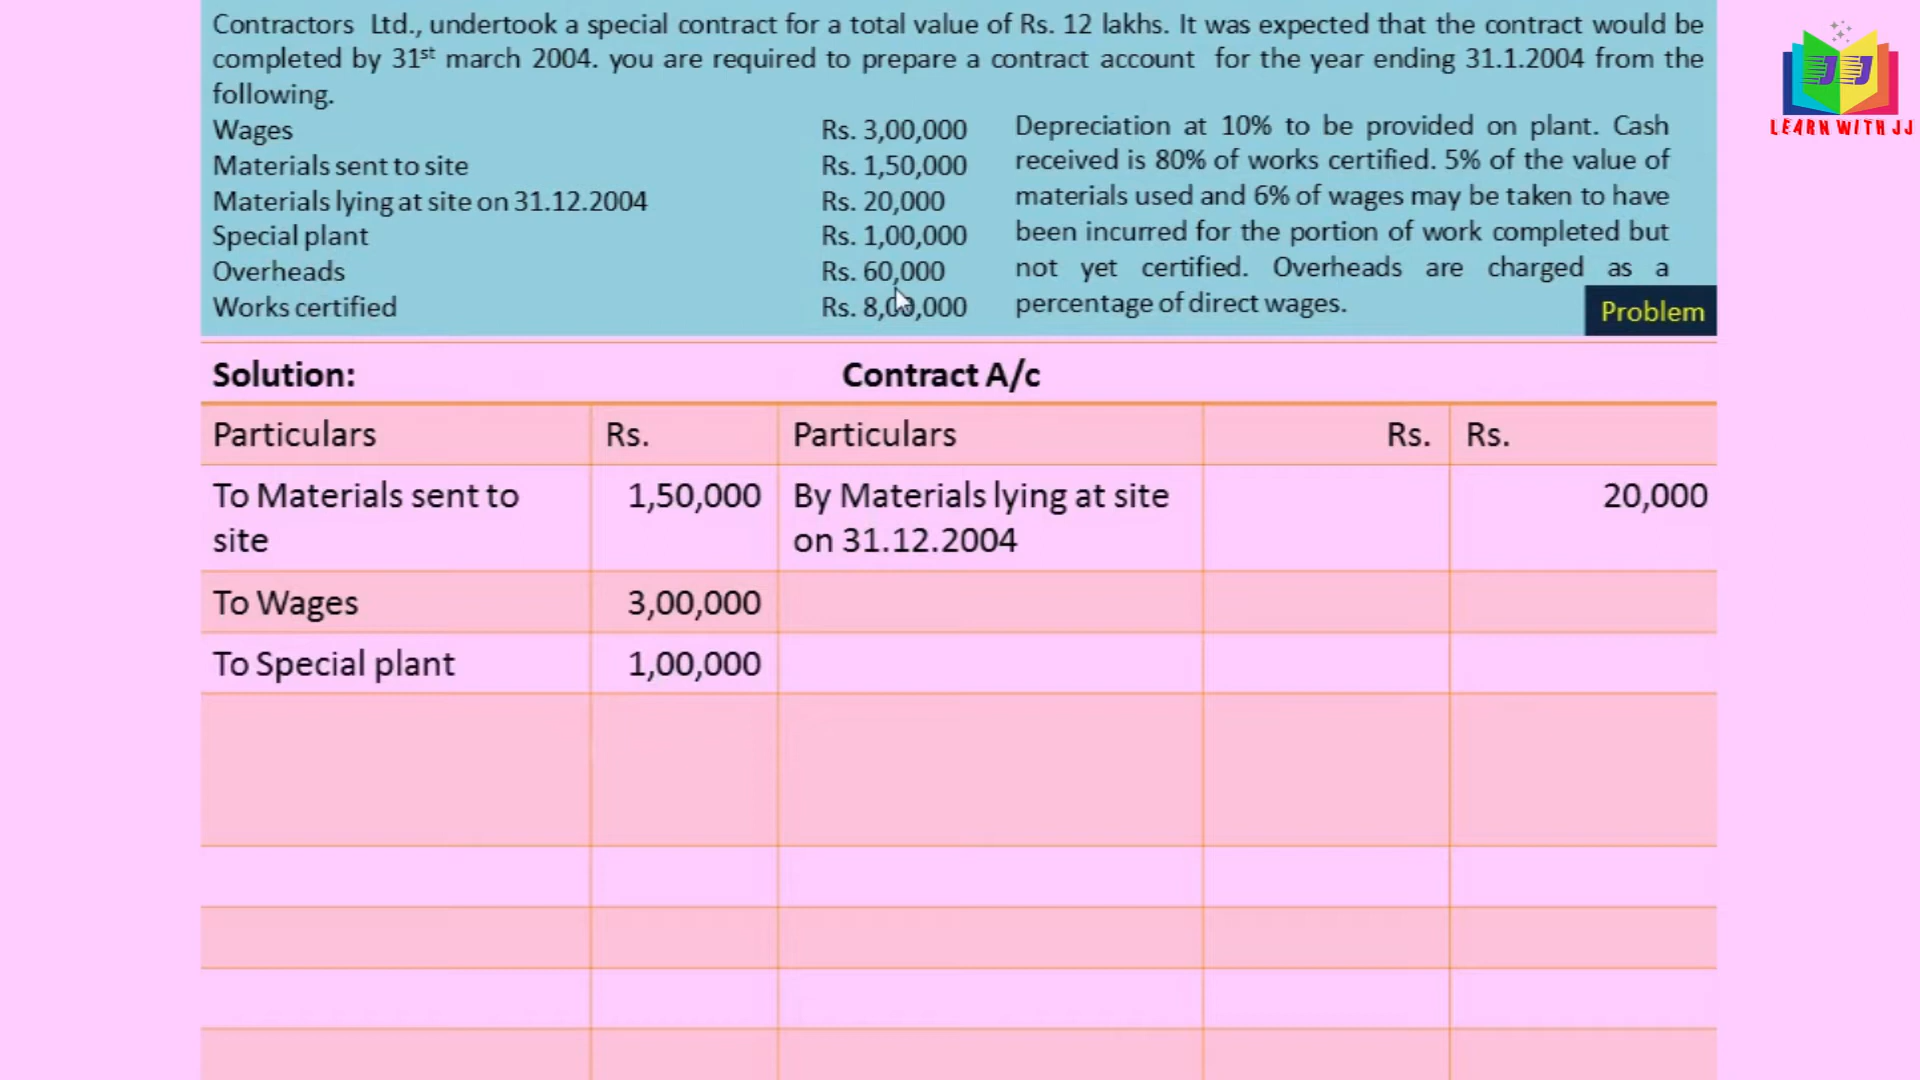 Contractors Ltd., undertook a special contract for a total value of Rs. 12 lakhs. It was expected that the contract would be
completed by 31st march 2004. you are required to prepare a contract account for the year ending 31.1.2004 from the
following.
Wages Rs. 3,00,000
Materials sent to site Rs. 1,50,000
Materials lying at site on 31.12.2004 Rs. 20,000
Special plant Rs. 1,00,000
Overheads Rs. 60,000
Works certified Rs. 8,00,000
Depreciation at 10% to be provided on plant. Cash
received is 80% of works certified. 5% of the value of
materials used and 6% of wages may be taken to have
been incurred for the portion of work completed but
not yet certified. Overheads are charged as a
percentage of direct wages.
Problem
LEARN WITH JJ
Solution: Contract A/c
Particulars Rs. Particulars Rs. Rs.
To Materials sent to 1,50,000 By Materials lying at site 20,000
site on 31.12.2004
To Wages 3,00,000
To Special plant 1,00,000